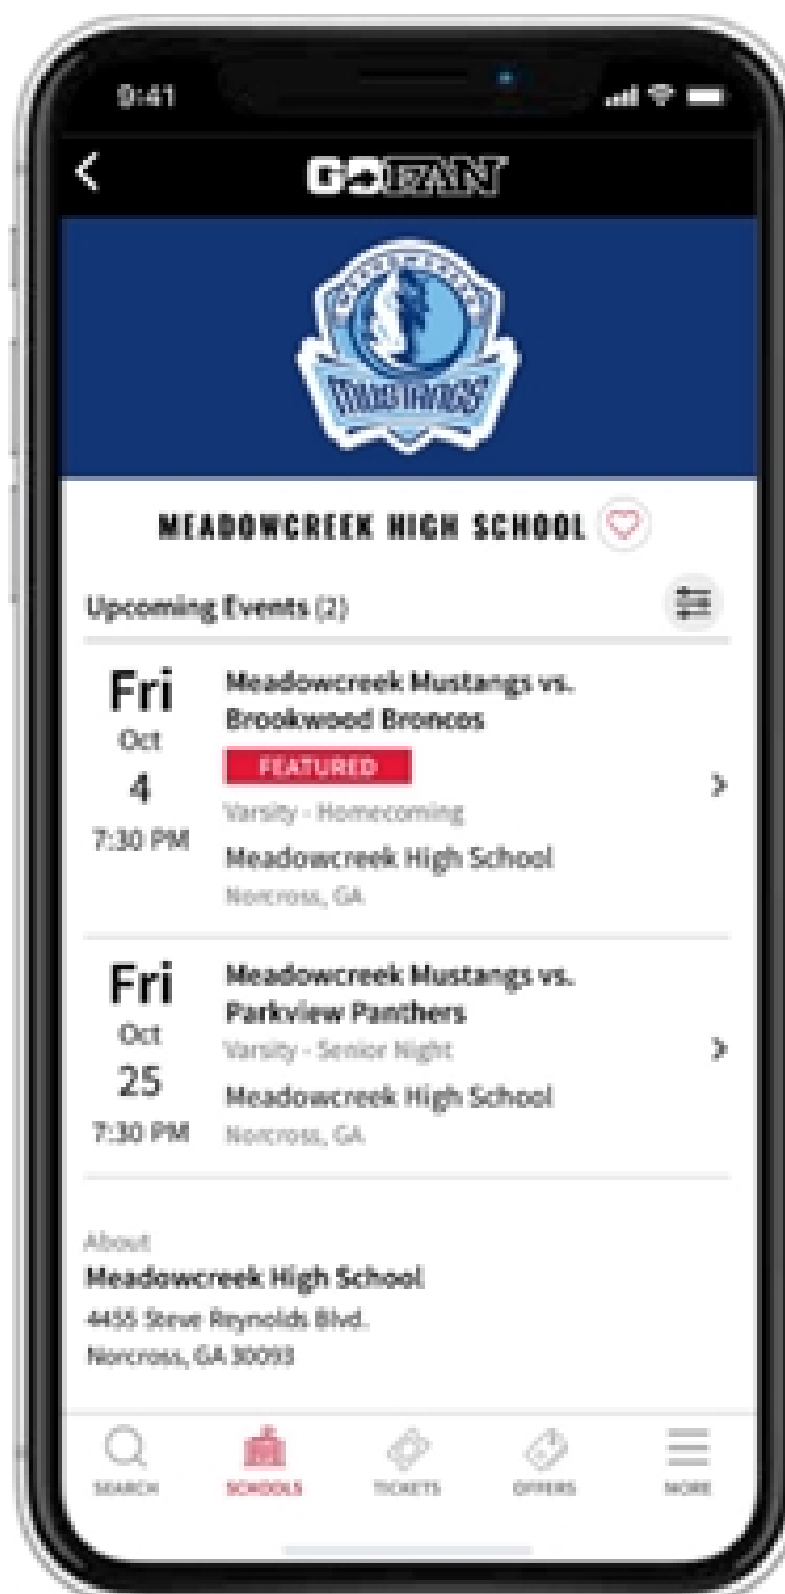 9:41
GOFAN
MEADOWCREEK
MUSTANGS
MEADOWCREEK HIGH SCHOOL
Upcoming Events (2)
Fri
Oct
4
7:30 PM
Meadowcreek Mustangs vs.
Brookwood Broncos
FEATURED
Varsity - Homecoming
Meadowcreek High School
Norcross, GA
Fri
Oct
25
7:30 PM
Meadowcreek Mustangs vs.
Parkview Panthers
Varsity - Senior Night
Meadowcreek High School
Norcross, GA
About
Meadowcreek High School
4455 Steve Reynolds Blvd.
Norcross, GA 30093
SEARCH
SCHOOLS
TICKETS
OFFERS
MORE